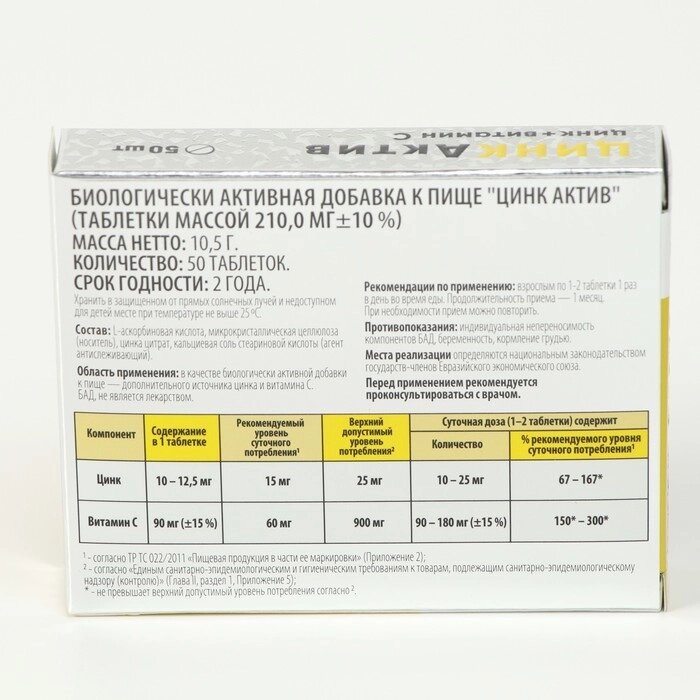 ЦИНК АКТИВ
ЦИНК+ВИТАМИН С
50 ШТ
БИОЛОГИЧЕСКИ АКТИВНАЯ ДОБАВКА К ПИЩЕ "ЦИНК АКТИВ"
(ТАБЛЕТКИ МАССОЙ 210,0 МГ±10 %)
МАССА НЕТТО: 10,5 Г.
КОЛИЧЕСТВО: 50 ТАБЛЕТОК.
СРОК ГОДНОСТИ: 2 ГОДА.
Хранить в защищенном от прямых солнечных лучей и недоступном
для детей месте при температуре не выше 25 ºС.
Состав: L-аскорбиновая кислота, микрокристаллическая целлюлоза
(носитель), цинка цитрат, кальциевая соль стеариновой кислоты (агент
антислеживающий).
Область применения: в качестве биологически активной добавки
к пище — дополнительного источника цинка и витамина С.
БАД, не является лекарством.
Рекомендации по применению: взрослым по 1-2 таблетки 1 раз
в день во время еды. Продолжительность приема — 1 месяц.
При необходимости прием можно повторить.
Противопоказания: индивидуальная непереносимость
компонентов БАД, беременность, кормление грудью.
Места реализации определяются национальным законодательством
государств-членов Евразийского экономического союза.
Перед применением рекомендуется
проконсультироваться с врачом.
Компонент
Содержание
в 1 таблетке
Рекомендуемый
уровень
суточного
потребления¹
Верхний
допустимый
уровень
потребления²
Суточная доза (1–2 таблетки) содержит
Количество
% рекомендуемого уровня
суточного потребления¹
Цинк 10 – 12,5 мг 15 мг 25 мг 10 – 25 мг 67 – 167*
Витамин С 90 мг (±15 %) 60 мг 900 мг 90 – 180 мг (±15 %) 150* – 300*
¹ - согласно ТР ТС 022/2011 «Пищевая продукция в части ее маркировки» (Приложение 2);
² - согласно «Единым санитарно-эпидемиологическим и гигиеническим требованиям к товарам, подлежащим санитарно-эпидемиологическому
надзору (контролю)» (Глава II, раздел 1, Приложение 5);
* - не превышает верхний допустимый уровень потребления согласно ².